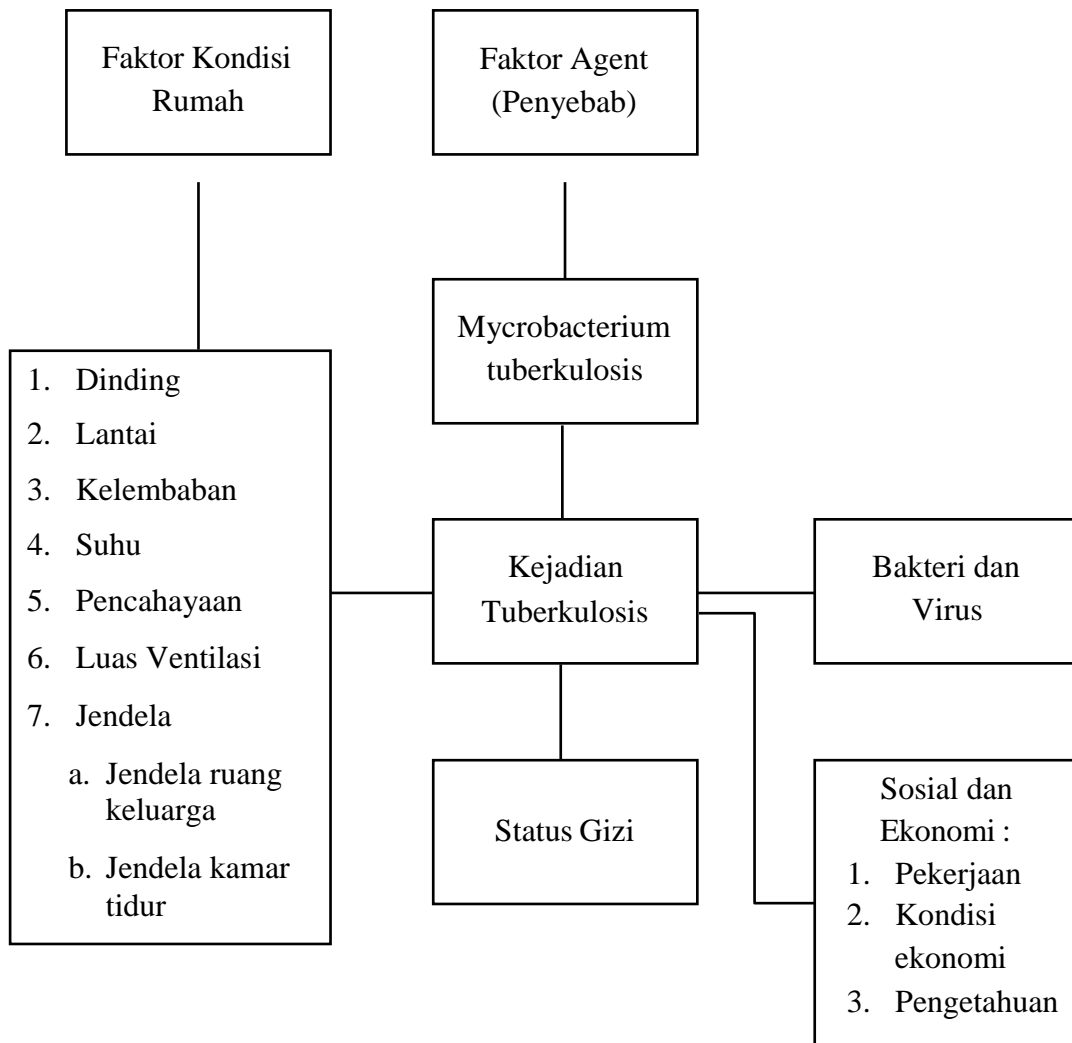 Faktor Kondisi
Rumah
Faktor Agent
(Penyebab)
Mycrobacterium
tuberkulosis
1. Dinding
2. Lantai
3. Kelembaban
4. Suhu
5. Pencahayaan
6. Luas Ventilasi
7. Jendela
a. Jendela ruang
keluarga
b. Jendela kamar
tidur
Kejadian
Tuberkulosis
Bakteri dan
Virus
Status Gizi
Sosial dan
Ekonomi :
1. Pekerjaan
2. Kondisi
ekonomi
3. Pengetahuan